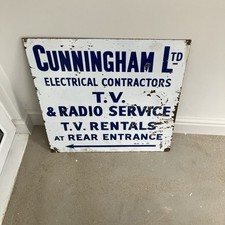 CUNNINGHAM LTD
ELECTRICAL CONTRACTORS
T.V.
& RADIO SERVICE
T.V. RENTALS
AT REAR ENTRANCE